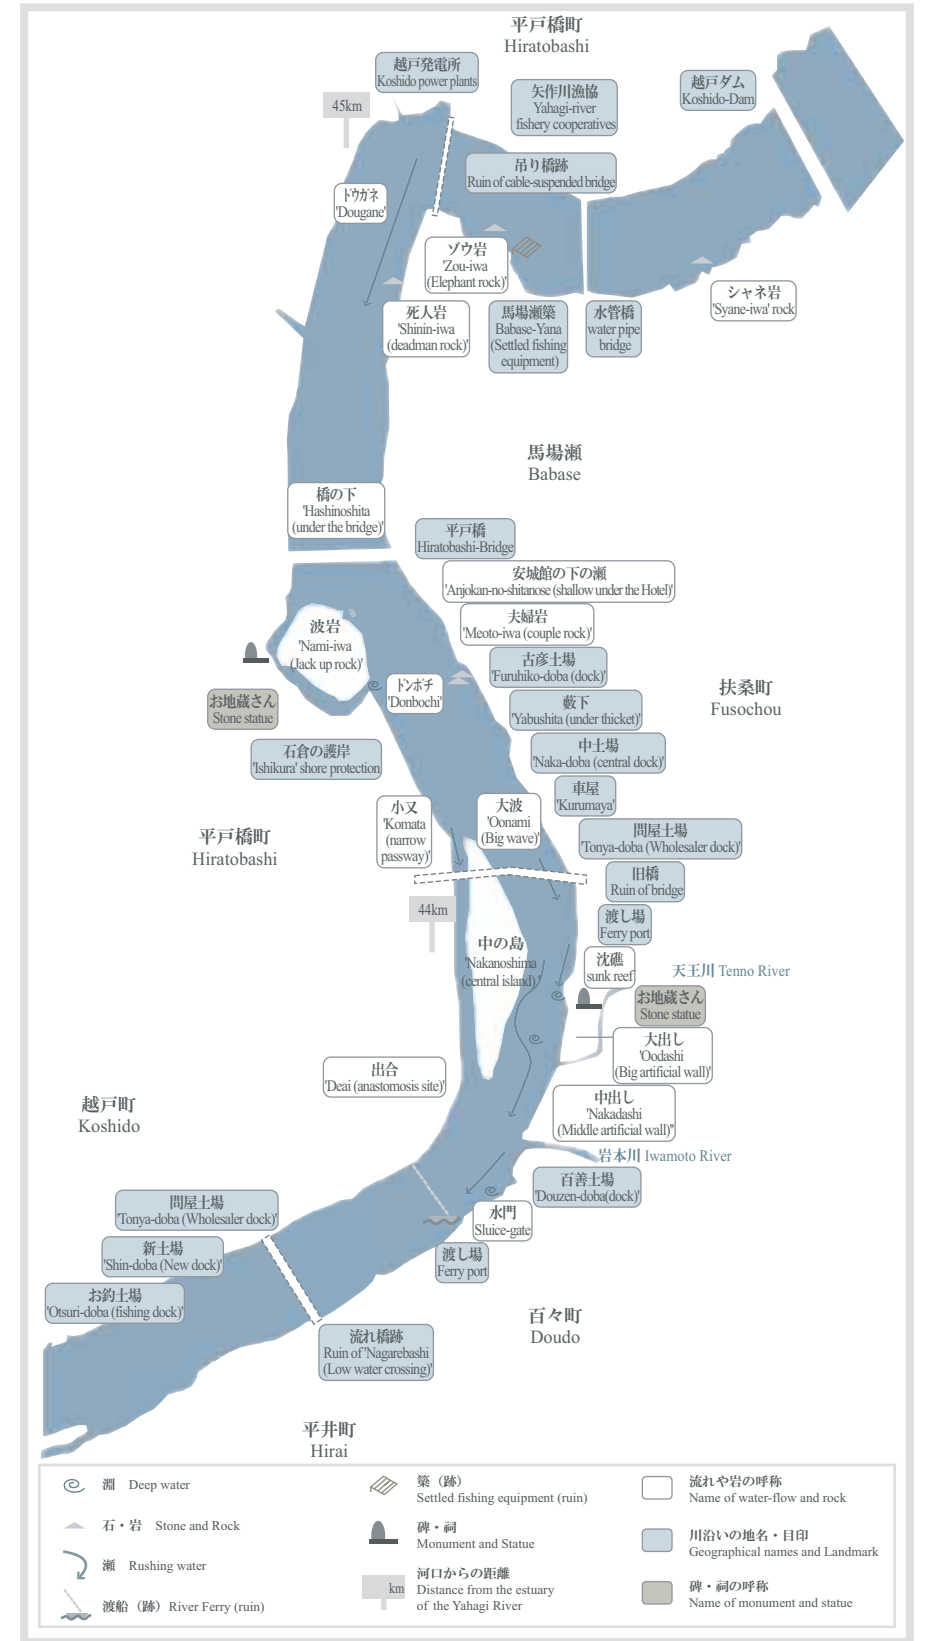 平戸橋町
Hiratobashi
越戸発電所
Koshido power plants
45km
矢作川漁協
Yahagi-river
fishery cooperatives
越戸ダム
Koshido-Dam
吊り橋跡
Ruin of cable-suspended bridge
ドウガネ
'Dougane'
ゾウ岩
'Zou-iwa
(Elephant rock)'
シャネ岩
'Syane-iwa' rock
死人岩
'Shinin-iwa
(deadman rock)'
馬場瀬簗
Babase-Yana
(Settled fishing
equipment)
水管橋
water pipe
bridge
馬場瀬
Babase
橋の下
'Hashinoshita
(under the bridge)'
平戸橋
Hiratobashi-Bridge
安城館の下の瀬
'Anjokan-no-shitanose (shallow under the Hotel)'
夫婦岩
'Meoto-iwa (couple rock)'
波岩
'Nami-iwa
(Jack up rock)'
古彦土場
'Furuhiko-doba (dock)'
ドンボチ
'Donbochi'
お地蔵さん
Stone statue
藪下
'Yabushita (under thicket)'
扶桑町
Fusochou
石倉の護岸
'Ishikura' shore protection
中土場
'Naka-doba (central dock)'
車屋
'Kurumaya'
小又
'Komata
(narrow
passway)'
大波
'Oonami
(Big wave)'
平戸橋町
Hiratobashi
問屋土場
'Tonya-doba (Wholesaler dock)'
旧橋
Ruin of bridge
44km
渡し場
Ferry port
中の島
'Nakanoshima
(central island)'
沈礁
sunk reef
天王川 Tenno River
お地蔵さん
Stone statue
大出し
'Oodashi
(Big artificial wall)'
出合
'Deai (anastomosis site)'
中出し
'Nakadashi
(Middle artificial wall)"
越戸町
Koshido
岩本川 Iwamoto River
百善土場
'Douzen-doba(dock)'
問屋土場
'Tonya-doba (Wholesaler dock)'
水門
Sluice-gate
新土場
'Shin-doba (New dock)'
渡し場
Ferry port
お釣土場
'Otsuri-doba (fishing dock)'
百々町
Doudo
流れ橋跡
Ruin of 'Nagarebashi
(Low water crossing)'
平井町
Hirai
淵 Deep water
石・岩 Stone and Rock
瀬 Rushing water
渡船（跡）River Ferry (ruin)
簗（跡）
Settled fishing equipment (ruin)
碑・祠
Monument and Statue
km
河口からの距離
Distance from the estuary
of the Yahagi River
流れや岩の呼称
Name of water-flow and rock
川沿いの地名・目印
Geographical names and Landmark
碑・祠の呼称
Name of monument and statue